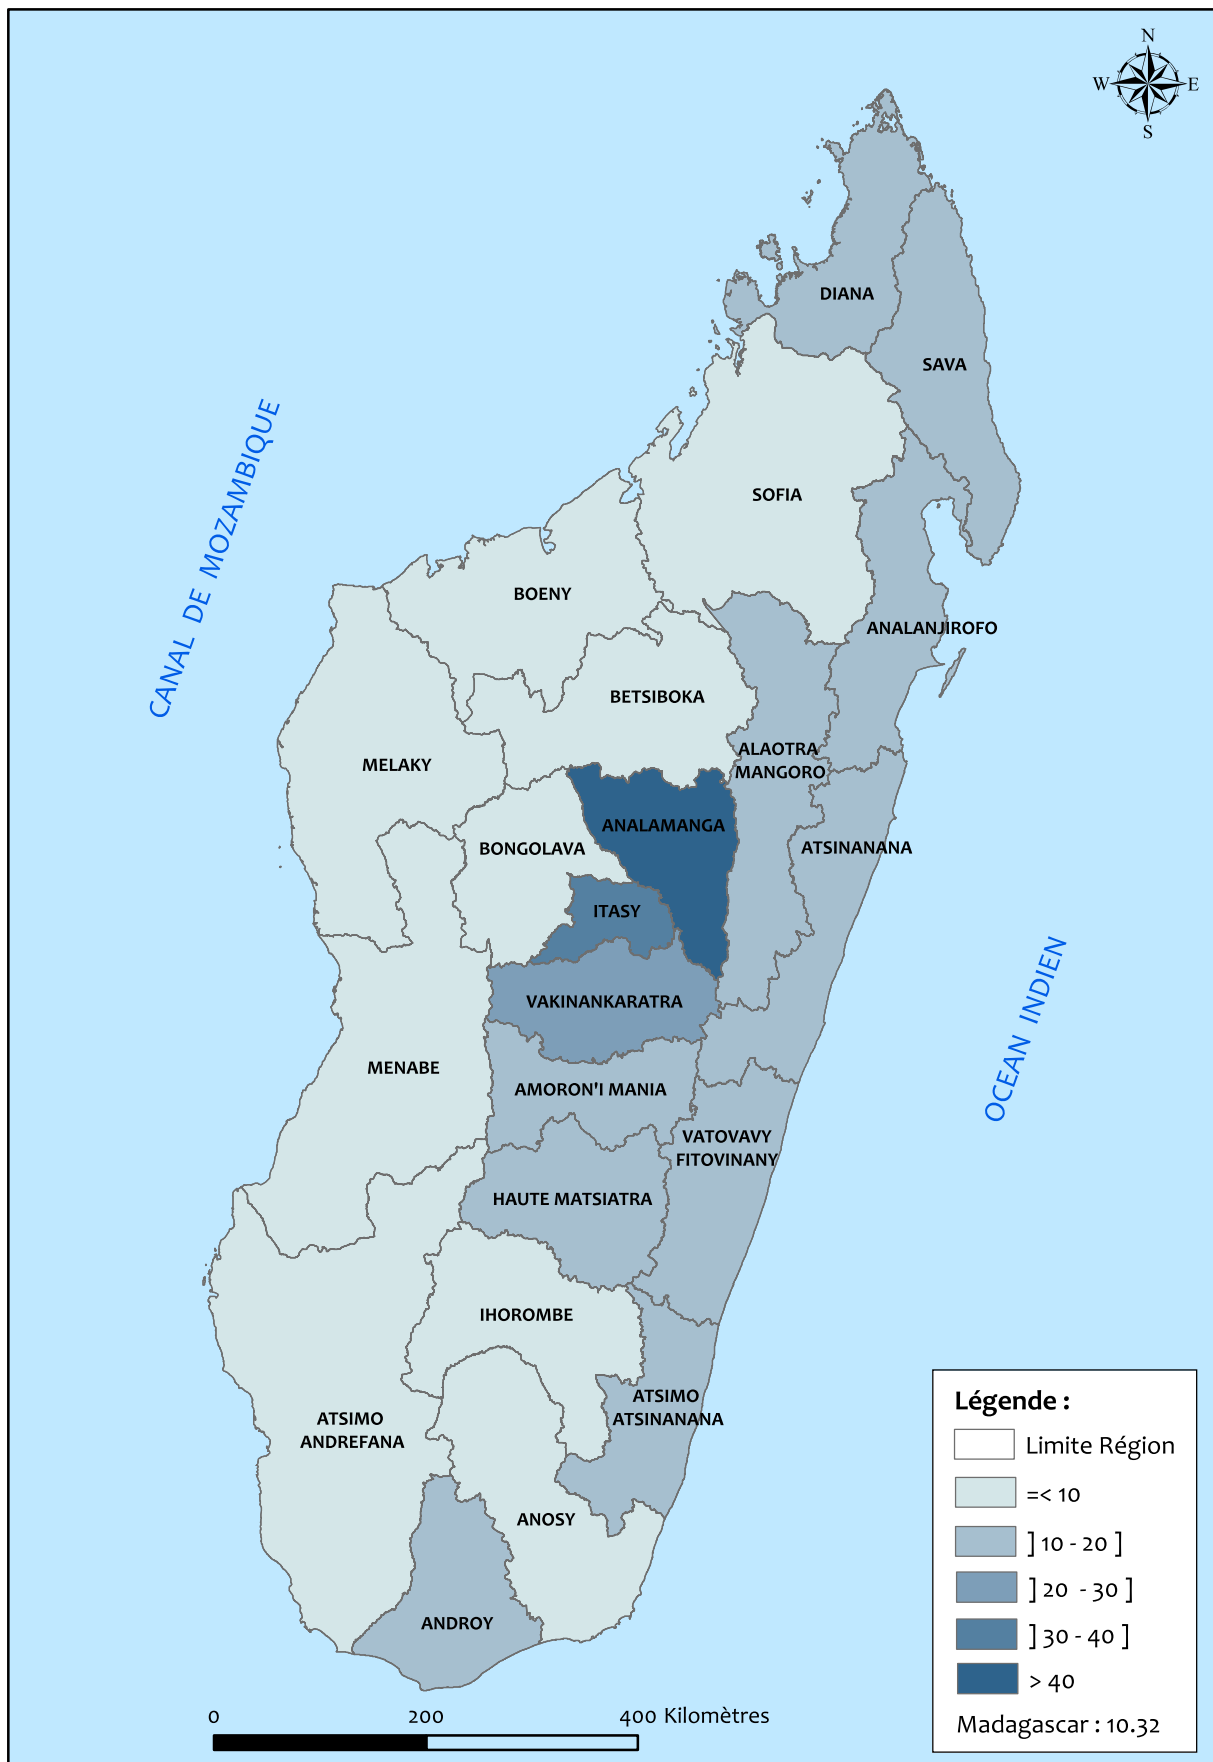 N
W E
S
DIANA
SAVA
SOFIA
CANAL DE MOZAMBIQUE
BOENY
ANALANJIROFO
BETSIBOKA
ALAOTRA
MANGORO
MELAKY
ANALAMANGA
BONGOLAVA
ATSINANANA
ITASY
VAKINANKARATRA
OCEAN INDIEN
MENABE
AMORON'I MANIA
VATOVAVY
FITOVINANY
HAUTE MATSIATRA
IHOROMBE
ATSIMO
ATSINANANA
ATSIMO
ANDREFANA
ANOSY
ANDROY
Légende :
Limite Région
=< 10
] 10 - 20 ]
] 20 - 30 ]
] 30 - 40 ]
> 40
Madagascar : 10.32
0 200 400 Kilomètres